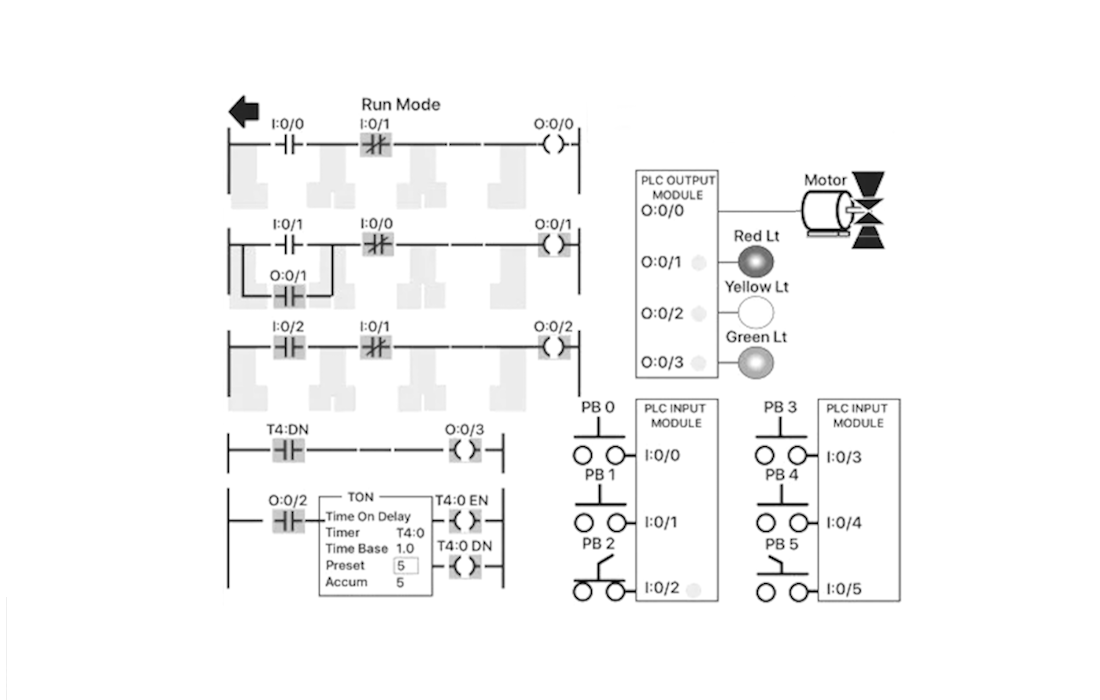 Run Mode
I:0/0 I:0/1 O:0/0
I:0/1 I:0/0 O:0/1
O:0/1
I:0/2 I:0/1 O:0/2
T4:DN O:0/3
O:0/2 TON T4:0 EN
Time On Delay
Timer T4:0
Time Base 1.0 T4:0 DN
Preset 5
Accum 5
PLC OUTPUT
MODULE
O:0/0
O:0/1
O:0/2
O:0/3
Motor
Red Lt
Yellow Lt
Green Lt
PB 0
PB 1
PB 2
PLC INPUT
MODULE
I:0/0
I:0/1
I:0/2
PB 3
PB 4
PB 5
PLC INPUT
MODULE
I:0/3
I:0/4
I:0/5